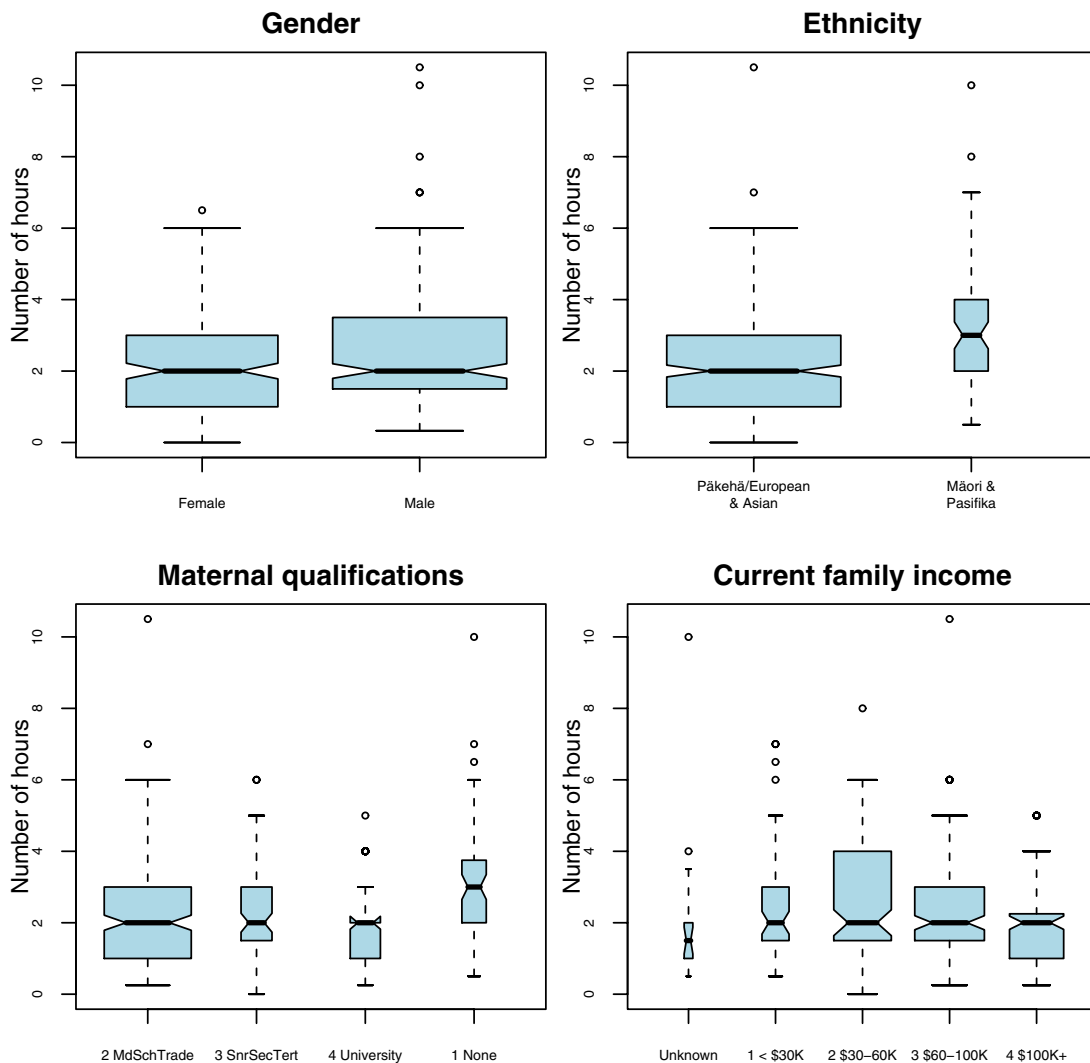 Gender
Number of hours
0 2 4 6 8 10
Female Male
Ethnicity
Number of hours
0 2 4 6 8 10
Päkehä/European
& Asian
Mäori &
Pasifika
Maternal qualifications
Number of hours
0 2 4 6 8 10
2 MdSchTrade 3 SnrSecTert 4 University 1 None
Current family income
Number of hours
0 2 4 6 8 10
Unknown 1 < $30K 2 $30–60K 3 $60–100K 4 $100K+